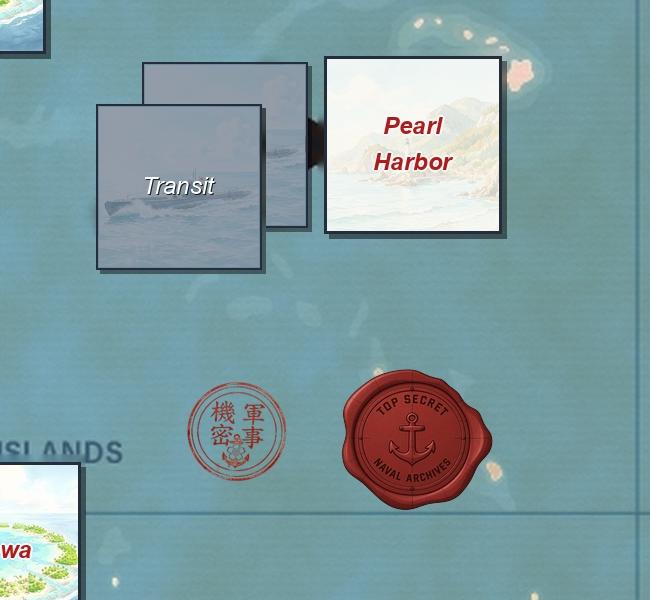 Pearl
Harbor
Transit
軍事
機密
TOP SECRET
NAVAL ARCHIVES
ISLANDS
wa